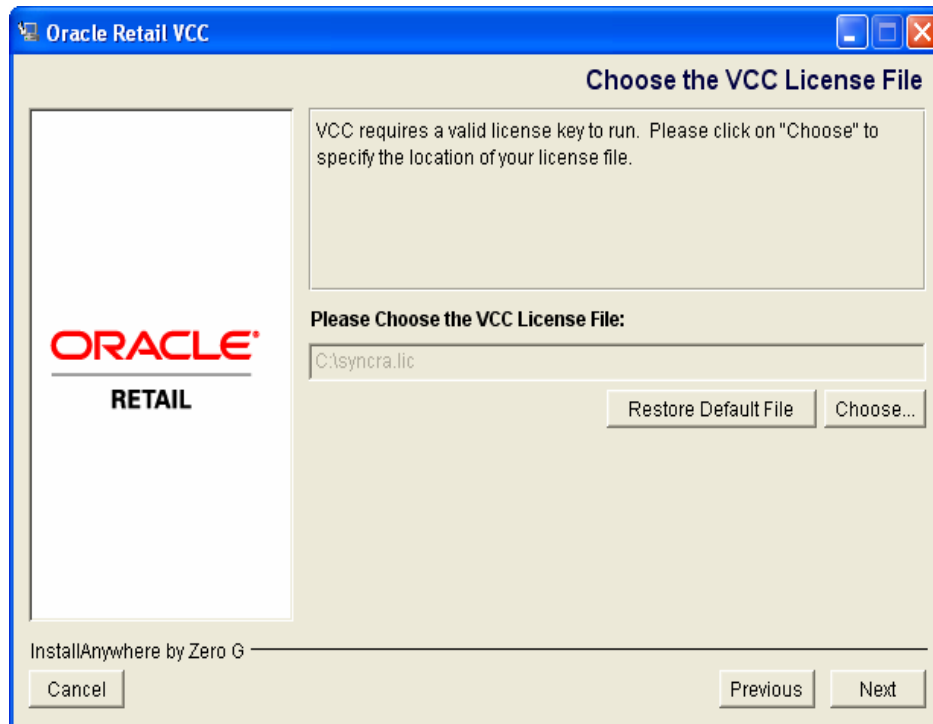 Oracle Retail VCC
Choose the VCC License File
VCC requires a valid license key to run. Please click on "Choose" to
specify the location of your license file.
Please Choose the VCC License File:
C:\syncra.lic
Restore Default File
Choose...
ORACLE®
RETAIL
InstallAnywhere by Zero G
Cancel
Previous
Next